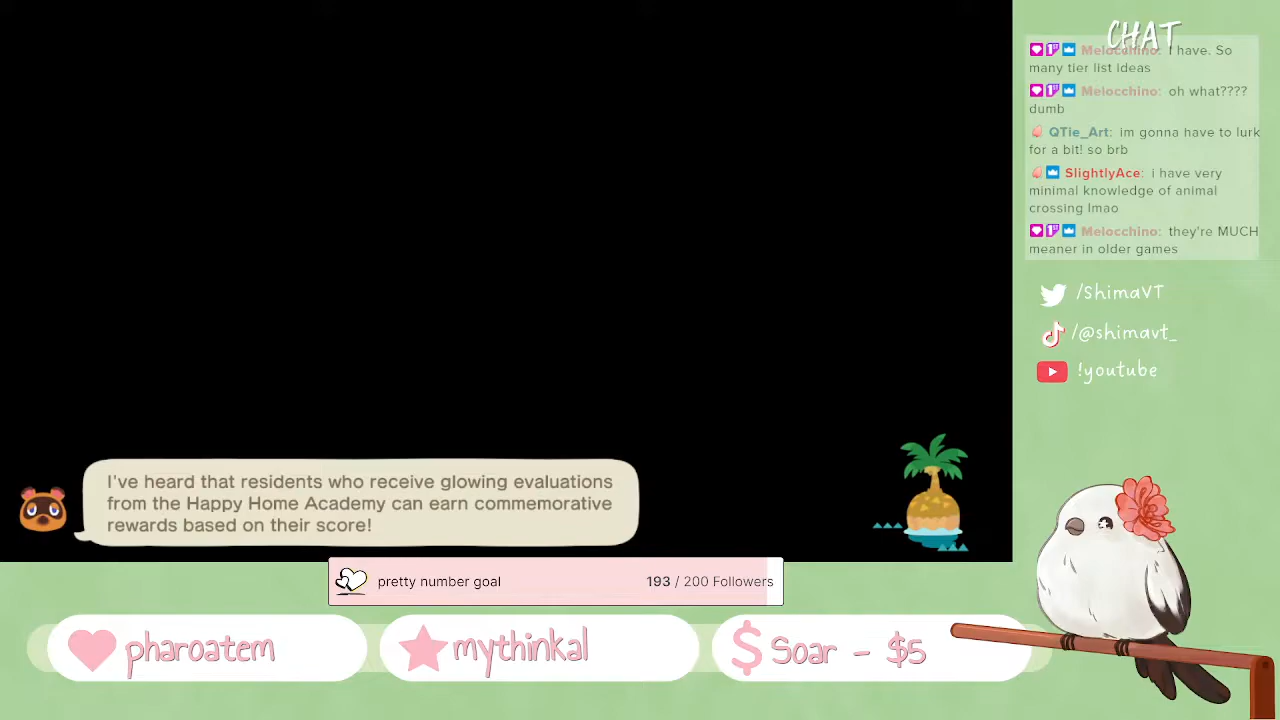 CHAT
Melocchino: I have. So
many tier list ideas
Melocchino: oh what????
dumb
QTie_Art: im gonna have to lurk
for a bit! so brb
SlightlyAce: i have very
minimal knowledge of animal
crossing lmao
Melocchino: they're MUCH
meaner in older games
/ShimaVT
/@shimavt_
!youtube
I've heard that residents who receive glowing evaluations
from the Happy Home Academy can earn commemorative
rewards based on their score!
pretty number goal 193 / 200 Followers
pharoatem
mythinkal
$ Soar - $5